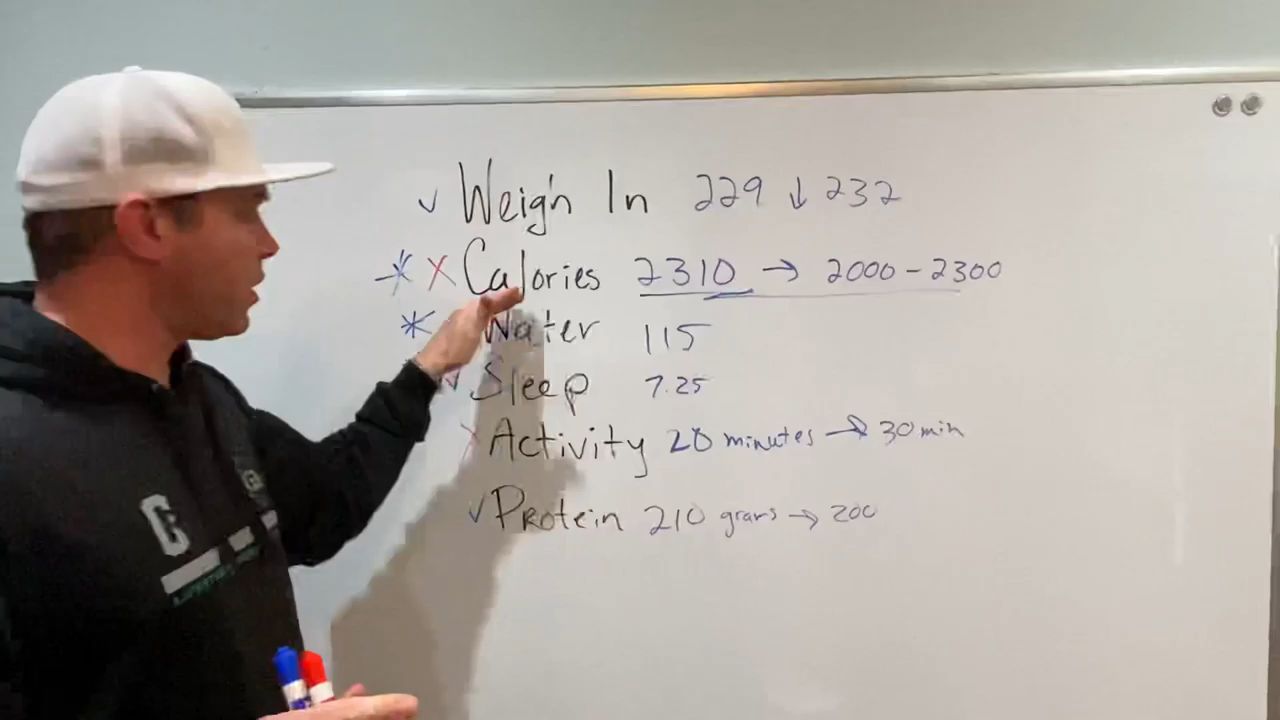 ✓ Weigh In 229 ↓ 232
* X Calories 2310 → 2000 - 2300
* Water 115
✓ Sleep 7.25
X Activity 20 minutes → 30 min
✓ Protein 210 grams → 200